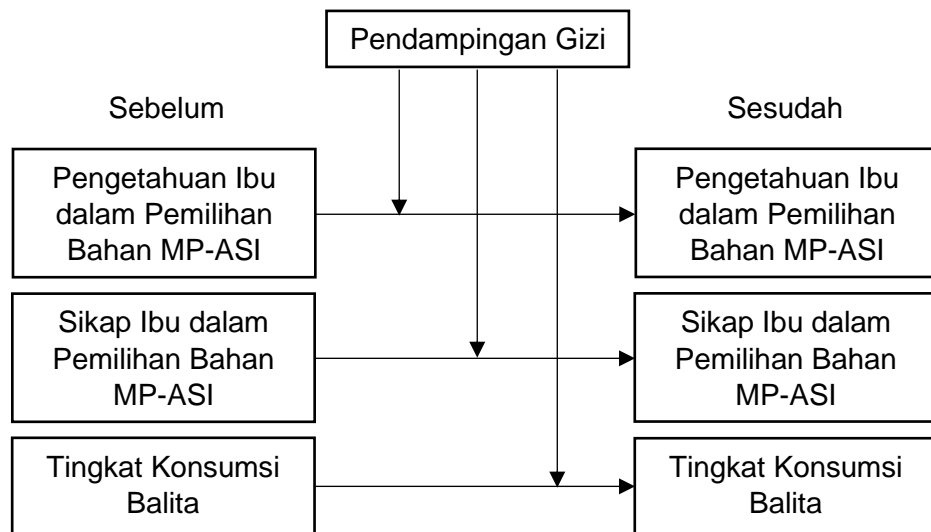 Pendampingan Gizi
Sebelum
Sesudah
Pengetahuan Ibu
dalam Pemilihan
Bahan MP-ASI
Pengetahuan Ibu
dalam Pemilihan
Bahan MP-ASI
Sikap Ibu dalam
Pemilihan Bahan
MP-ASI
Sikap Ibu dalam
Pemilihan Bahan
MP-ASI
Tingkat Konsumsi
Balita
Tingkat Konsumsi
Balita